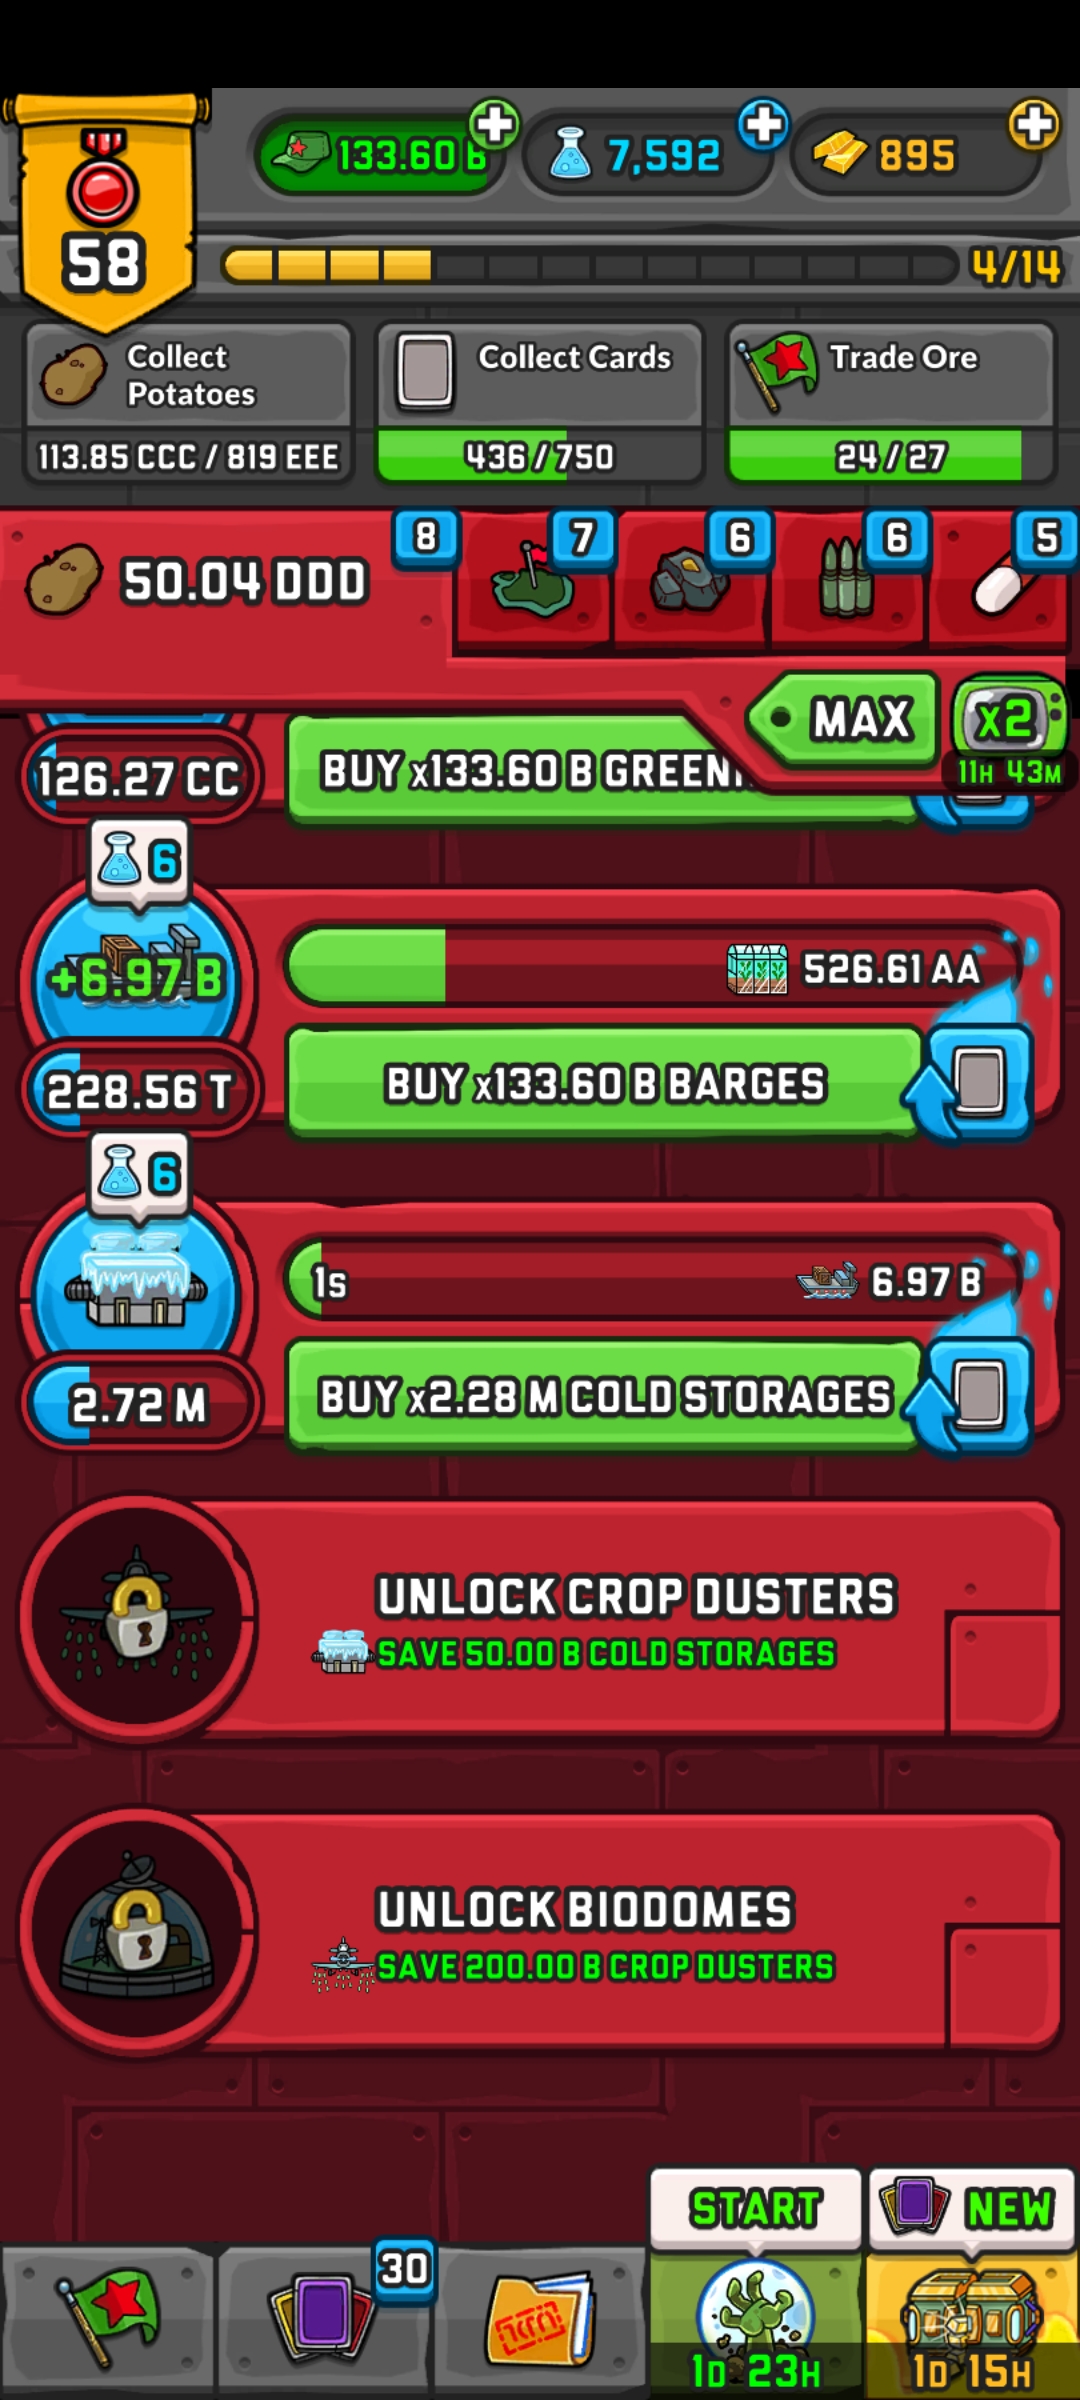 133.60 B
7,592
895
58
4/14
Collect Potatoes
113.85 CCC / 819 EEE
Collect Cards
436 / 750
Trade Ore
24 / 27
50.04 DDD
8
7
6
6
5
MAX
x2
11H 43M
126.27 CC
BUY x133.60 B
6
+6.97 B
526.61 AA
228.56 T
BUY x133.60 B BARGES
6
1s
6.97 B
2.72 M
BUY x2.28 M COLD STORAGES
UNLOCK CROP DUSTERS
SAVE 50.00 B COLD STORAGES
UNLOCK BIODOMES
SAVE 200.00 B CROP DUSTERS
START
NEW
30
1D 23H
1D 15H